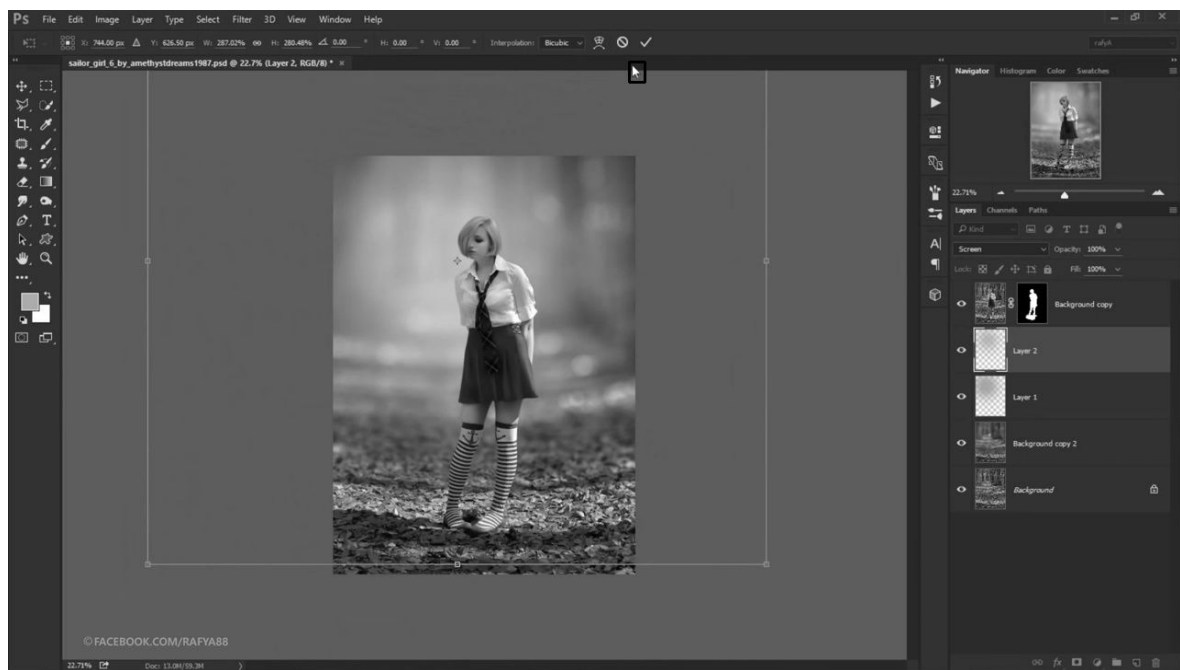 Ps File Edit Image Layer Type Select Filter 3D View Window Help
X: 744.00 px Y: 626.50 px W: 287.02% H: 280.48% 0.00 ° H: 0.00 ° V: 0.00 ° Interpolation: Bicubic rafyA
sailor_girl_6_by_amethystdreams1987.psd @ 22.7% (Layer 2, RGB/8) * ×
Navigator Histogram Color Swatches
22.71%
Layers Channels Paths
Kind
Screen Opacity: 100%
Lock: Fill: 100%
Background copy
Layer 2
Layer 1
Background copy 2
Background
©FACEBOOK.COM/RAFYA88
22.71% Doc: 13.0M/59.3M